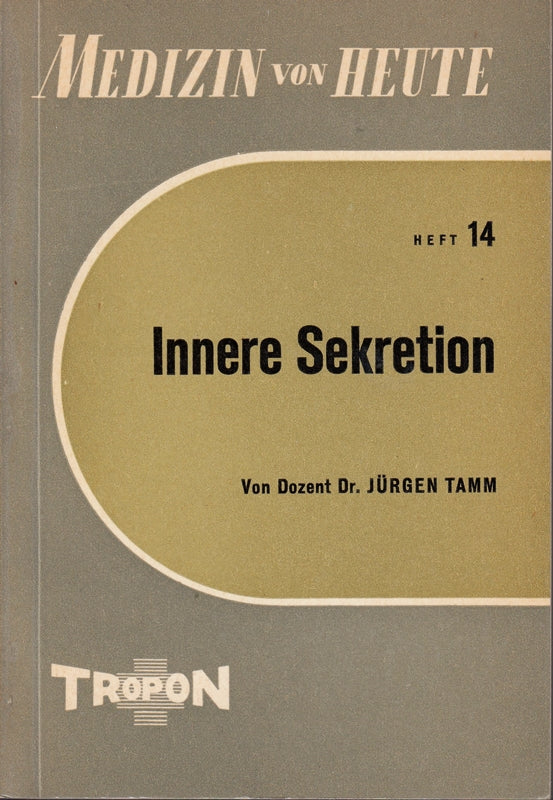 MEDIZIN VON HEUTE
HEFT 14
Innere Sekretion
Von Dozent Dr. JÜRGEN TAMM
TROPON